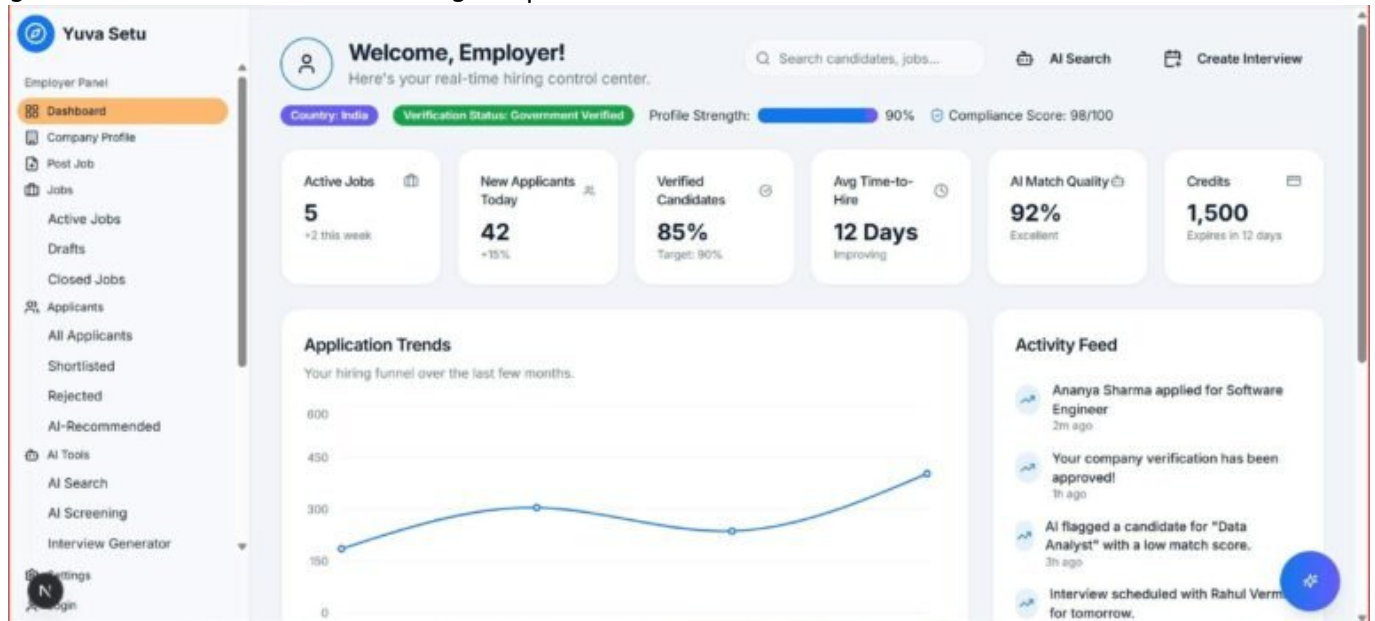 Yuva Setu
Employer Panel
Dashboard
Company Profile
Post Job
Jobs
Active Jobs
Drafts
Closed Jobs
Applicants
All Applicants
Shortlisted
Rejected
AI-Recommended
AI Tools
AI Search
AI Screening
Interview Generator
N
Welcome, Employer!
Here's your real-time hiring control center.
Search candidates, jobs...
AI Search
Create Interview
Country: India
Verification Status: Government Verified
Profile Strength:
90%
Compliance Score: 98/100
Active Jobs
5
+2 this week
New Applicants
Today
42
+15%
Verified
Candidates
85%
Target: 90%
Avg Time-to-
Hire
12 Days
Improving
AI Match Quality
92%
Excellent
Credits
1,500
Expires in 12 days
Application Trends
Your hiring funnel over the last few months.
600
450
300
150
0
Activity Feed
Ananya Sharma applied for Software
Engineer
2m ago
Your company verification has been
approved!
1h ago
AI flagged a candidate for "Data
Analyst" with a low match score.
3h ago
Interview scheduled with Rahul
for tomorrow.